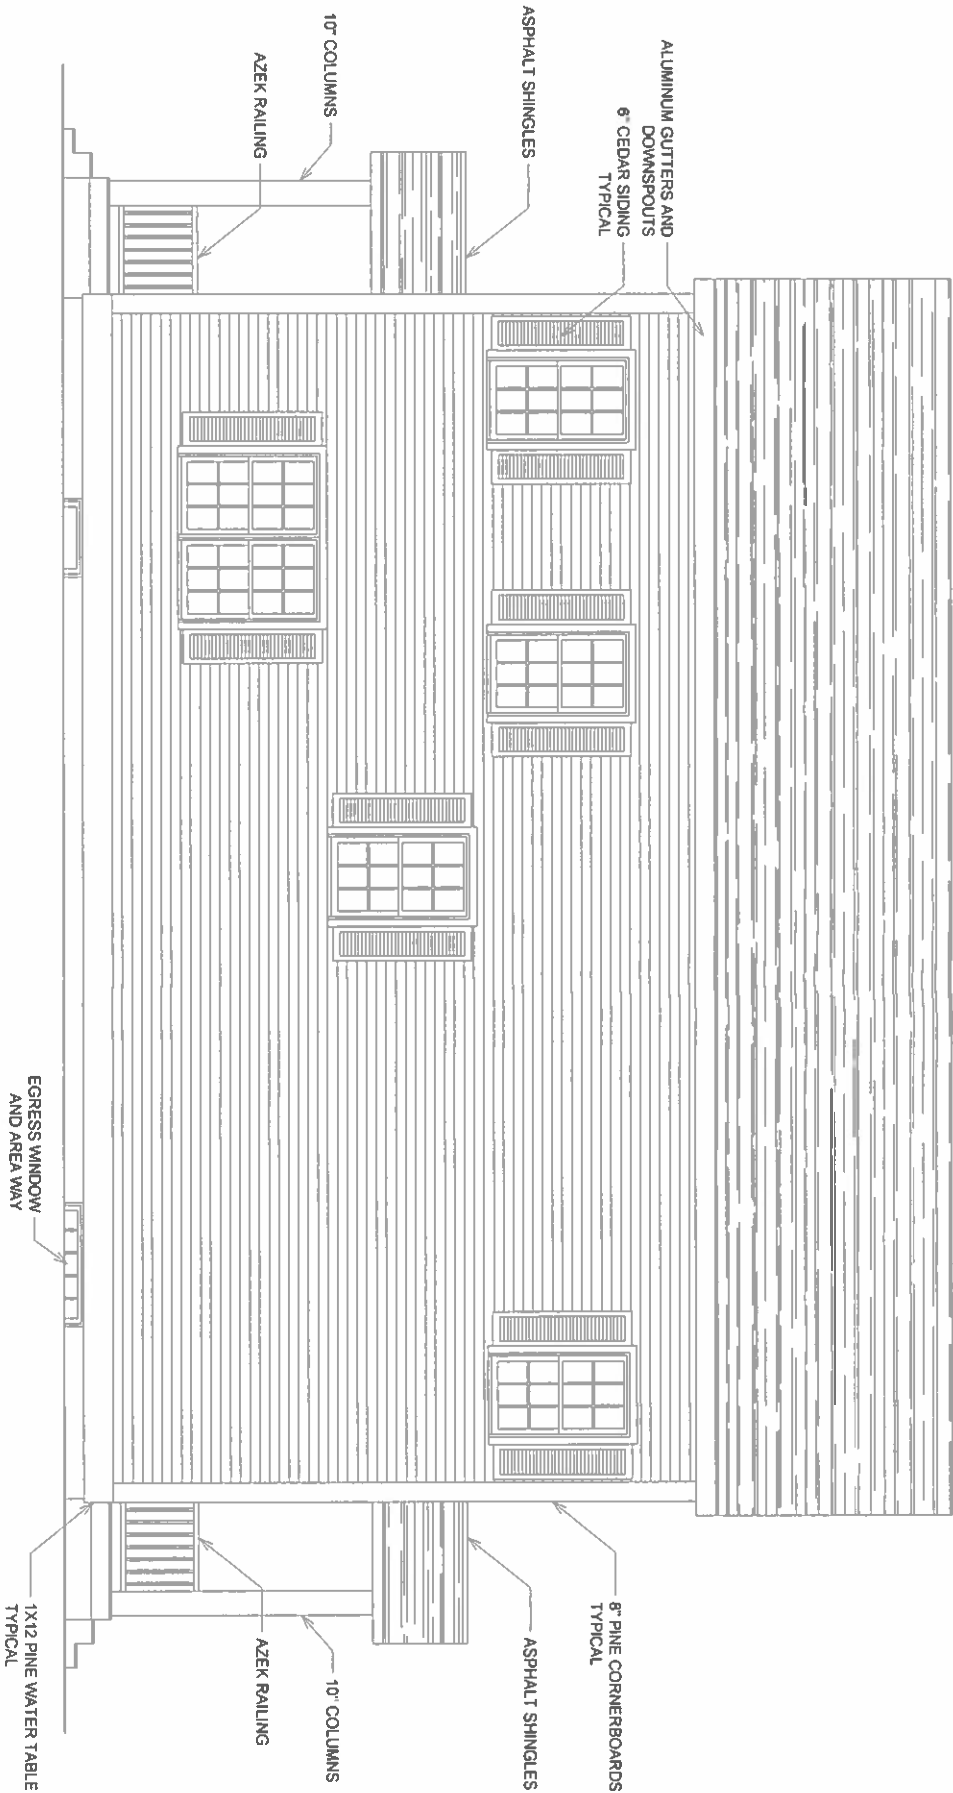 ALUMINUM GUTTERS AND
DOWNSPOUTS
6" CEDAR SIDING
TYPICAL
ASPHALT SHINGLES
10" COLUMNS
AZEK RAILING
8" PINE CORNERBOARDS
TYPICAL
ASPHALT SHINGLES
10" COLUMNS
AZEK RAILING
1X12 PINE WATER TABLE
TYPICAL
EGRESS WINDOW
AND AREA WAY